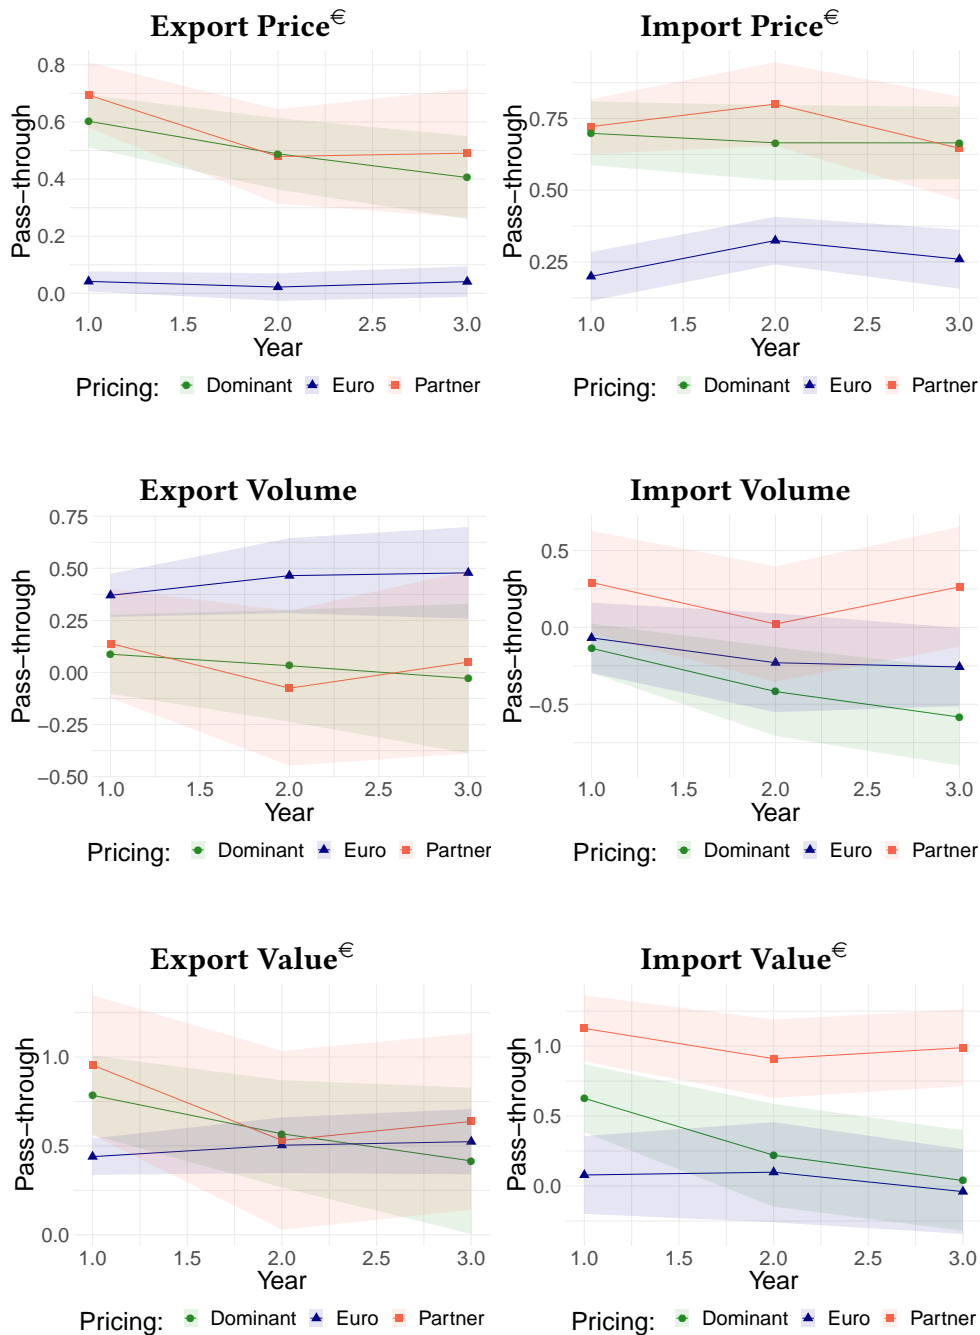 Export Price€
Pass−through
0.8
0.6
0.4
0.2
0.0
1.0 1.5 2.0 2.5 3.0
Year
Pricing: Dominant Euro Partner
Import Price€
Pass−through
0.75
0.50
0.25
1.0 1.5 2.0 2.5 3.0
Year
Pricing: Dominant Euro Partner
Export Volume
Pass−through
0.75
0.50
0.25
0.00
−0.25
−0.50
1.0 1.5 2.0 2.5 3.0
Year
Pricing: Dominant Euro Partner
Import Volume
Pass−through
0.5
0.0
−0.5
1.0 1.5 2.0 2.5 3.0
Year
Pricing: Dominant Euro Partner
Export Value€
Pass−through
1.0
0.5
0.0
1.0 1.5 2.0 2.5 3.0
Year
Pricing: Dominant Euro Partner
Import Value€
Pass−through
1.0
0.5
0.0
1.0 1.5 2.0 2.5 3.0
Year
Pricing: Dominant Euro Partner